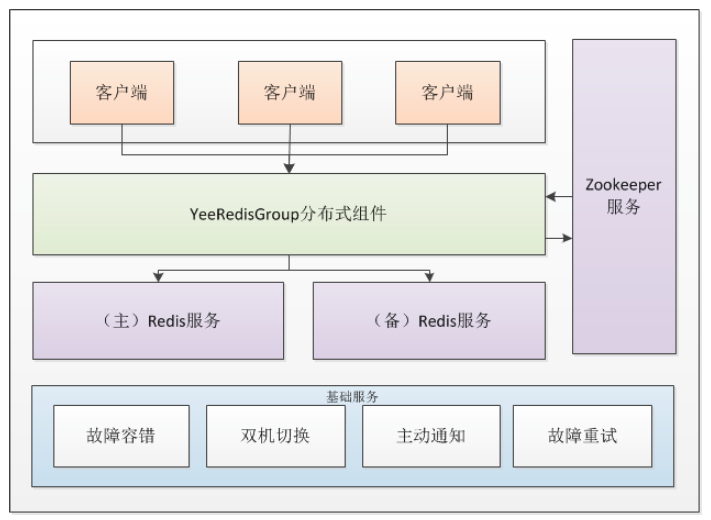 客户端
客户端
客户端
Zookeeper
服务
YeeRedisGroup分布式组件
（主）Redis服务
（备）Redis服务
基础服务
故障容错
双机切换
主动通知
故障重试